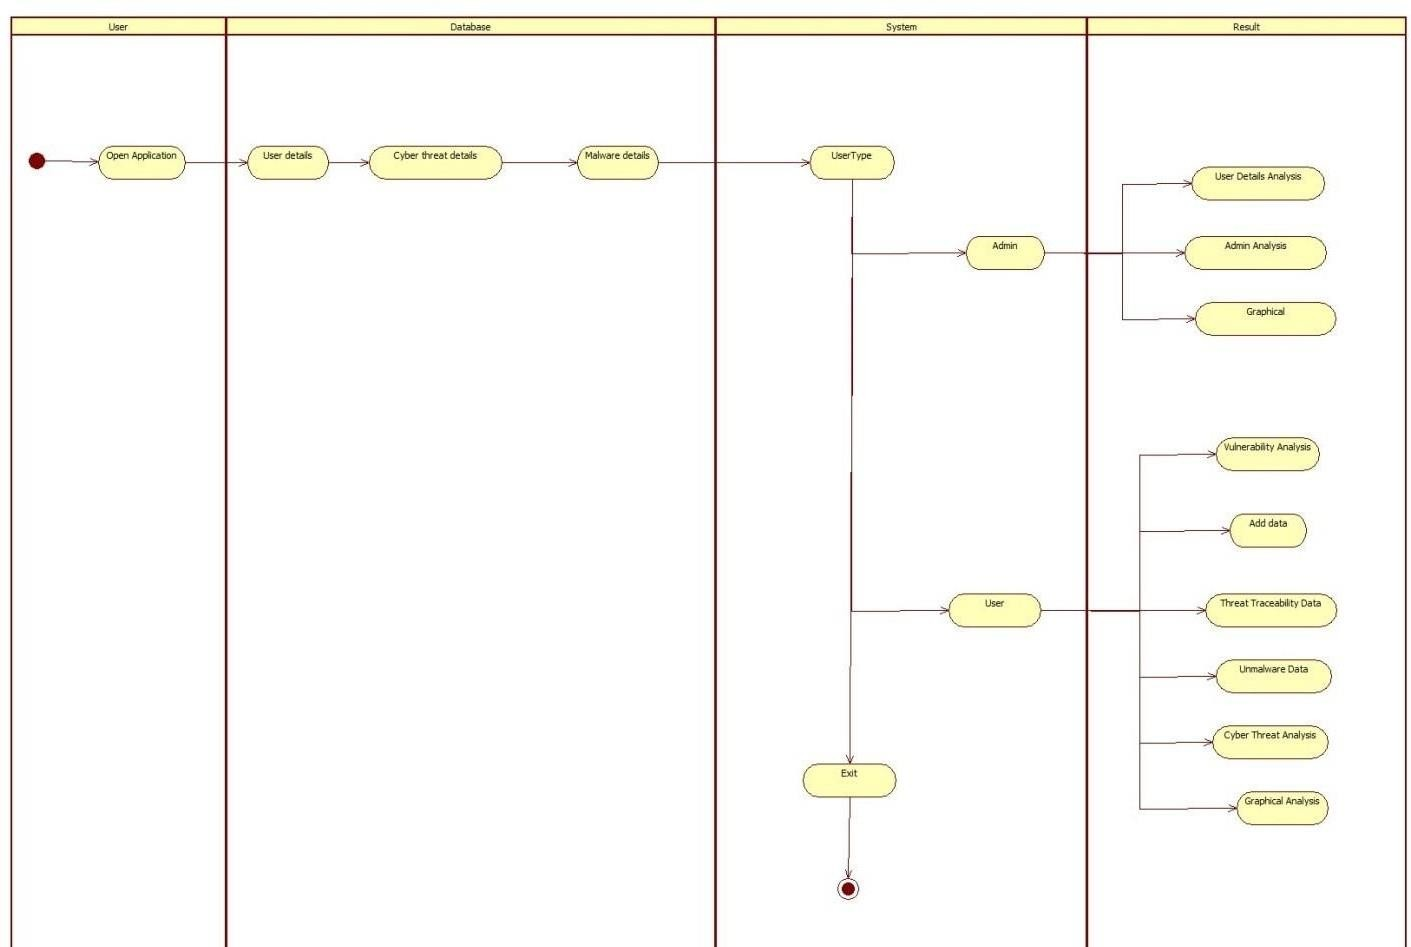 User
Database
System
Result
Open Application
User details
Cyber threat details
Malware details
UserType
User Details Analysis
Admin
Admin Analysis
Graphical
Vulnerability Analysis
Add data
User
Threat Traceability Data
Unmalware Data
Cyber Threat Analysis
Exit
Graphical Analysis